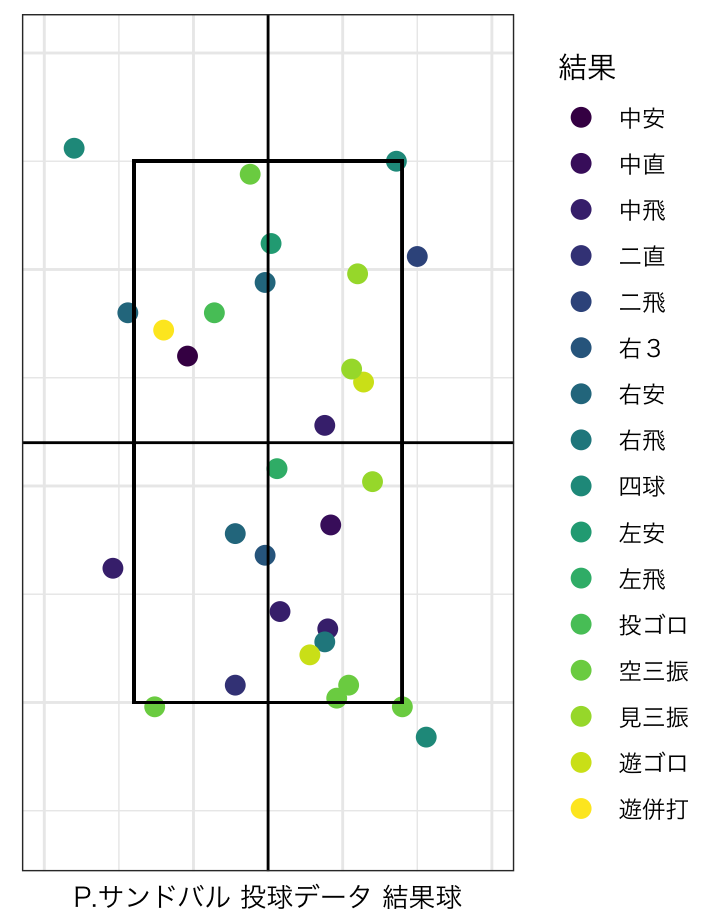 結果
中安
中直
中飛
二直
二飛
右３
右安
右飛
四球
左安
左飛
投ゴロ
空三振
見三振
遊ゴロ
遊併打
P.サンドバル 投球データ 結果球